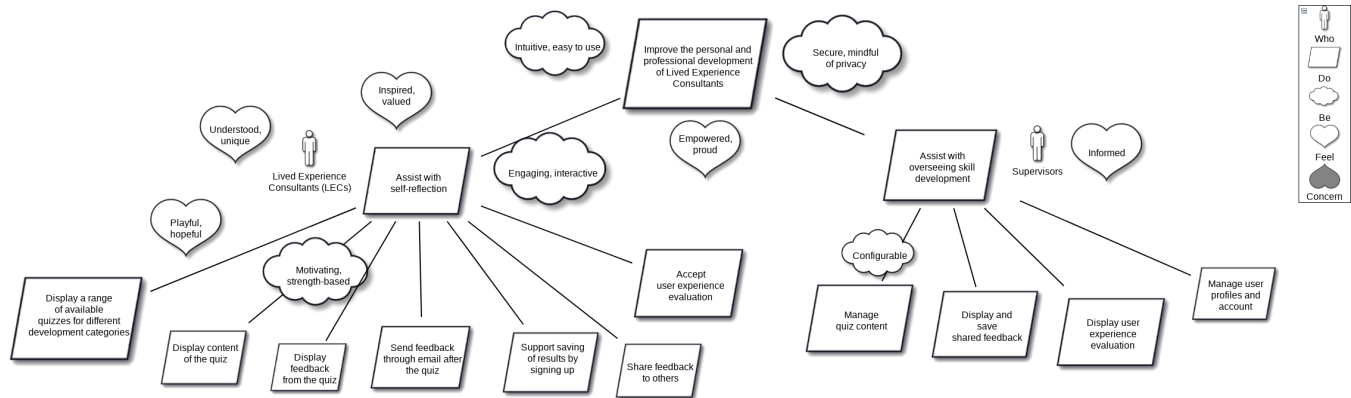 Intuitive, easy to use
Improve the personal and
professional development
of Lived Experience
Consultants
Secure, mindful
of privacy
Who
Do
Be
Feel
Concern
Inspired,
valued
Understood,
unique
Lived Experience
Consultants (LECs)
Assist with
self-reflection
Engaging, interactive
Empowered,
proud
Assist with
overseeing skill
development
Supervisors
Informed
Playful,
hopeful
Motivating,
strength-based
Configurable
Display a range
of available
quizzes for different
development categories
Display content
of the quiz
Display
feedback
from the quiz
Send feedback
through email after
the quiz
Support saving
of results by
signing up
Share feedback
to others
Accept
user experience
evaluation
Manage
quiz content
Display and
save
shared feedback
Display user
experience
evaluation
Manage user
profiles and
account